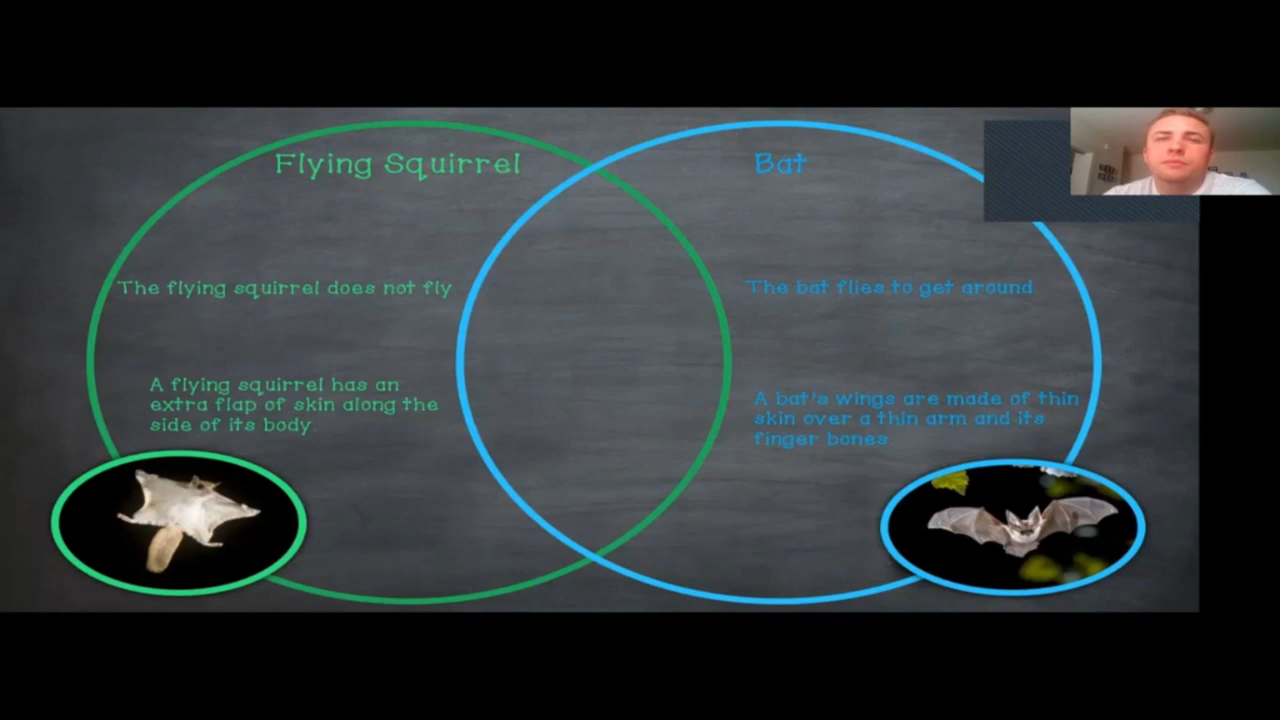 Flying Squirrel
Bat
The flying squirrel does not fly
The bat flies to get around
A flying squirrel has an
extra flap of skin along the
side of its body.
A bat's wings are made of thin
skin over a thin arm and its
finger bones.